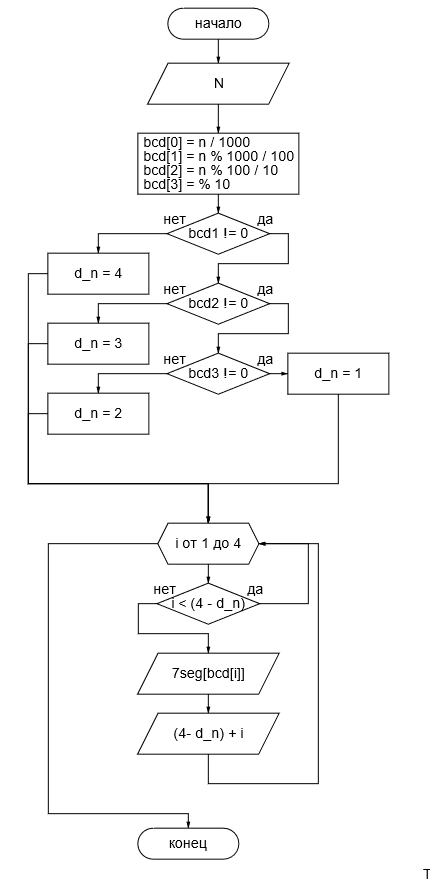 начало
N
bcd[0] = n / 1000
bcd[1] = n % 1000 / 100
bcd[2] = n % 100 / 10
bcd[3] = % 10
нет
да
bcd1 != 0
d_n = 4
нет
да
bcd2 != 0
d_n = 3
нет
да
bcd3 != 0
d_n = 1
d_n = 2
i от 1 до 4
нет
да
i < (4 - d_n)
7seg[bcd[i]]
(4- d_n) + i
конец
T